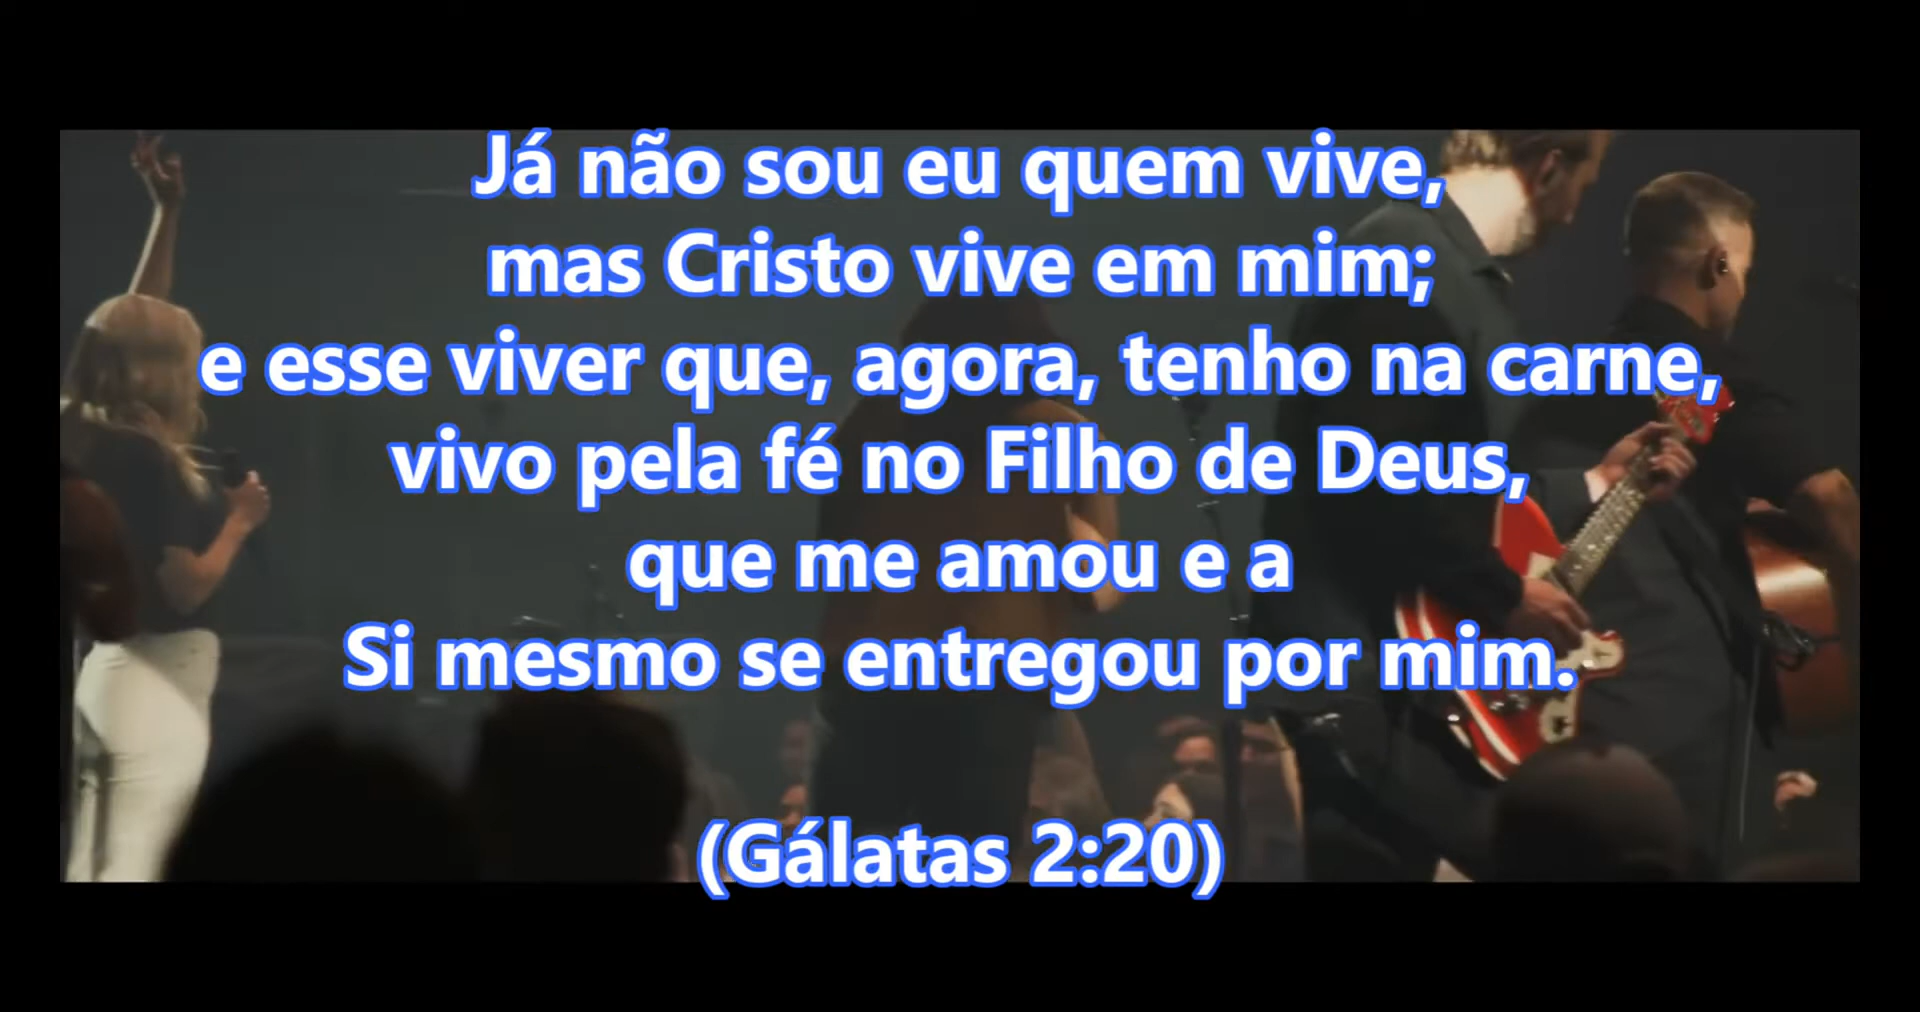 Já não sou eu quem vive,
mas Cristo vive em mim;
e esse viver que, agora, tenho na carne,
vivo pela fé no Filho de Deus,
que me amou e a
Si mesmo se entregou por mim.
(Gálatas 2:20)